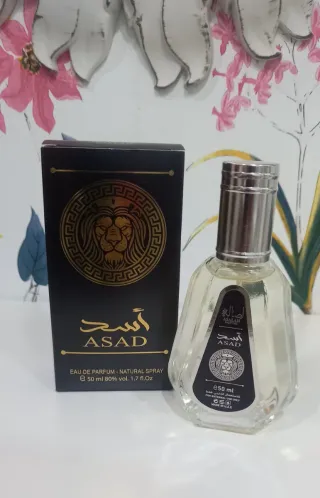 أسد
ASAD
EAU DE PARFUM - NATURAL SPRAY
℮ 50 ml 80% vol. 1.7 fl.Oz
أسد
℮ 50 ml